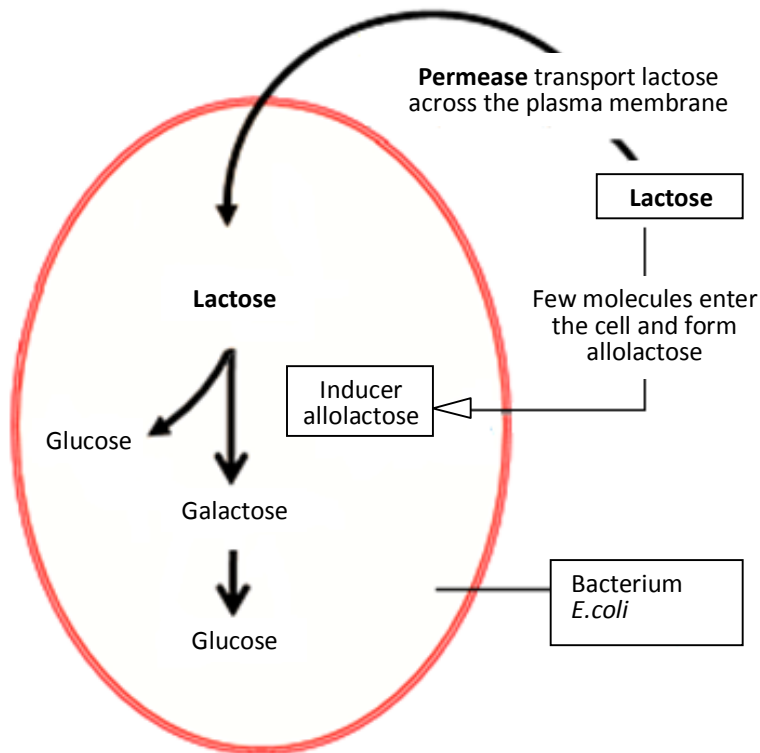 Permease transport lactose
across the plasma membrane
Lactose
Lactose
Few molecules enter
the cell and form
allolactose
Inducer
allolactose
Glucose
Galactose
Bacterium
E.coli
Glucose